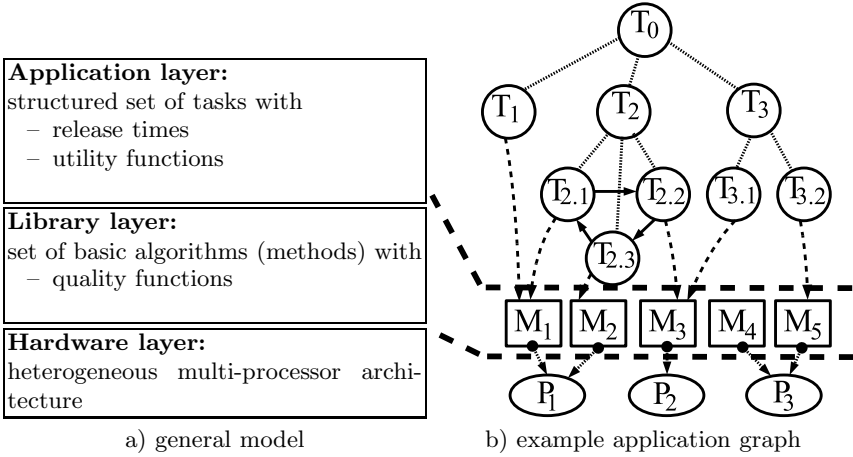 Application layer:
structured set of tasks with
– release times
– utility functions
Library layer:
set of basic algorithms (methods) with
– quality functions
Hardware layer:
heterogeneous multi-processor archi-
tecture
a) general model
T0
T1 T2 T3
T2.1 T2.2 T3.1 T3.2
T2.3
M1 M2 M3 M4 M5
P1 P2 P3
b) example application graph